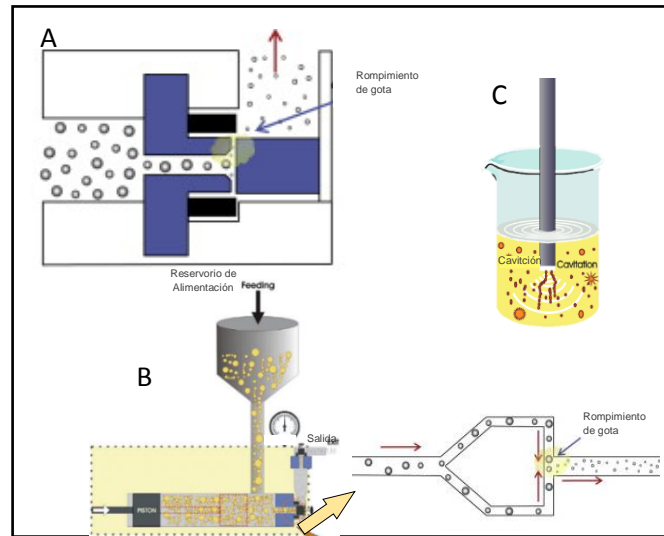 A
Rompimiento
de gota
C
Cavitción
Cavitation
Reservorio de
Alimentación
Feeding
B
Salida
PISTON
Rompimiento
de gota